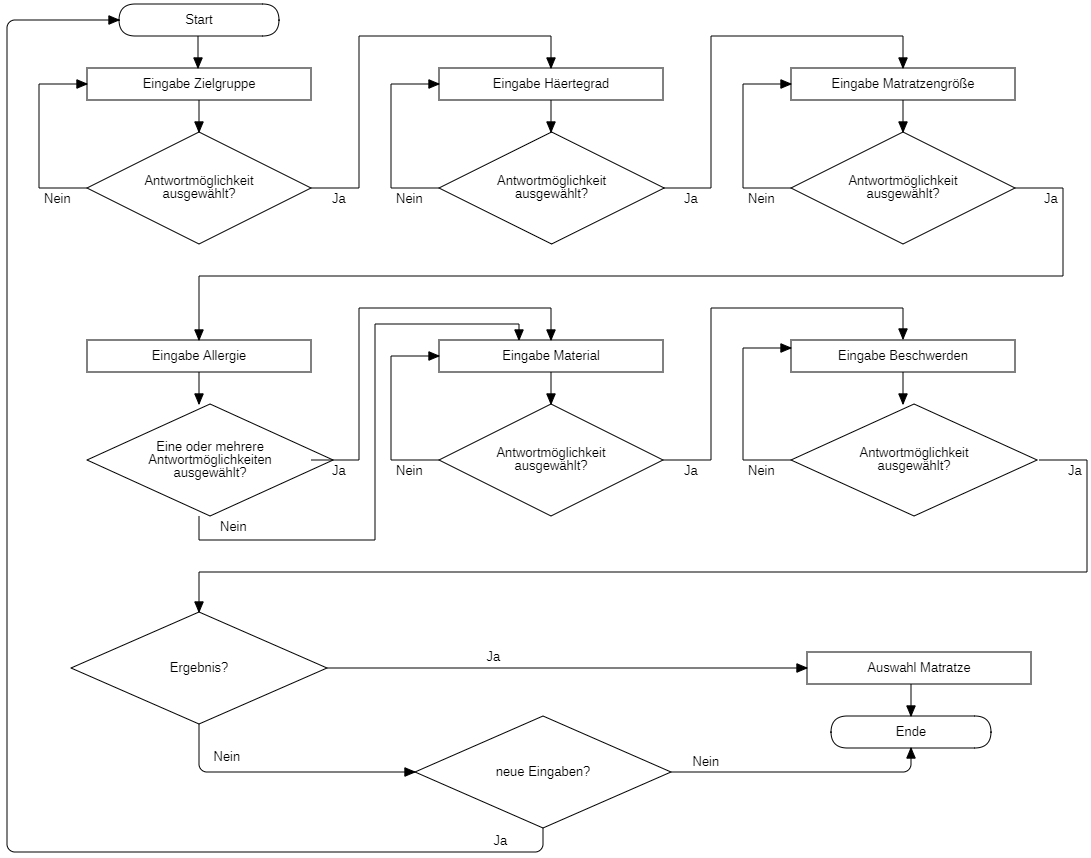 Start
Eingabe Zielgruppe
Eingabe Häertegrad
Eingabe Matratzengröße
Antwortmöglichkeit
ausgewählt?
Nein
Ja
Antwortmöglichkeit
ausgewählt?
Nein
Ja
Antwortmöglichkeit
ausgewählt?
Nein
Ja
Eingabe Allergie
Eingabe Material
Eingabe Beschwerden
Eine oder mehrere
Antwortmöglichkeiten
ausgewählt?
Ja
Nein
Antwortmöglichkeit
ausgewählt?
Nein
Ja
Antwortmöglichkeit
ausgewählt?
Nein
Ja
Ergebnis?
Ja
Auswahl Matratze
Ende
Nein
neue Eingaben?
Nein
Ja